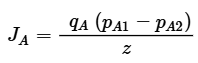 J_A = \frac{q_A (p_{A1} - p_{A2})}{z}